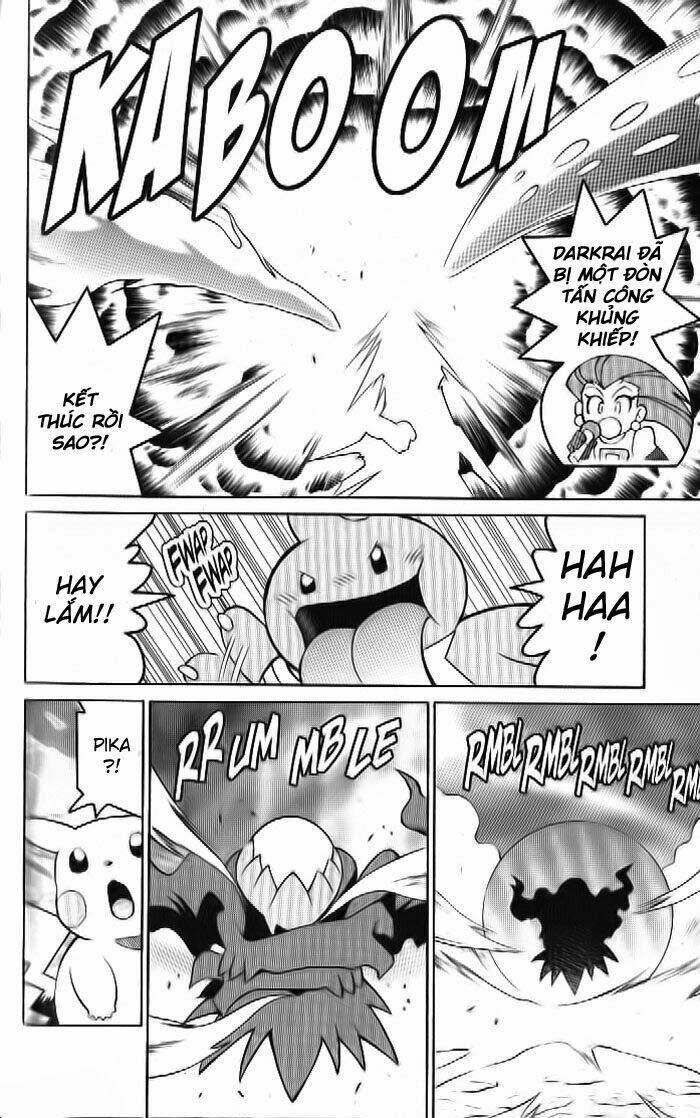 KABOOM
DARKRAI ĐÃ
BỊ MỘT ĐÒN
TẤN CÔNG
KHỦNG
KHIẾP!
KẾT
THÚC RỒI
SAO?!
HAY
LẮM!!
FWAP
FWAP
HAH
HAA
!
PIKA
?!
RRUMMBLE
RMBL RMBL RMBL RMBL RMBL